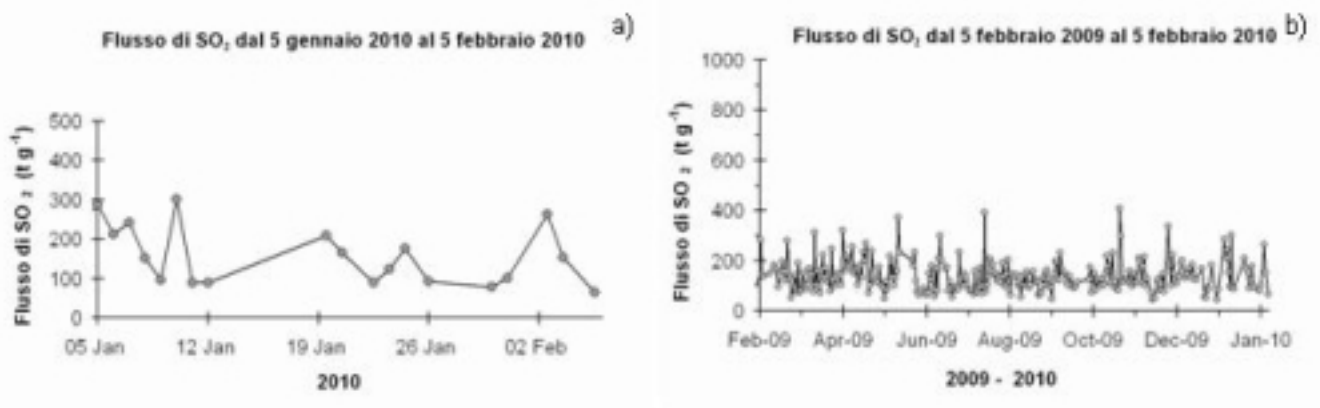 Flusso di SO₂ dal 5 gennaio 2010 al 5 febbraio 2010 a)
Flusso di SO₂ (t g⁻¹)
500
400
300
200
100
0
05 Jan 12 Jan 19 Jan 26 Jan 02 Feb
2010
Flusso di SO₂ dal 5 febbraio 2009 al 5 febbraio 2010 b)
Flusso di SO₂ (t g⁻¹)
1000
800
600
400
200
0
Feb-09 Apr-09 Jun-09 Aug-09 Oct-09 Dec-09 Jan-10
2009 - 2010